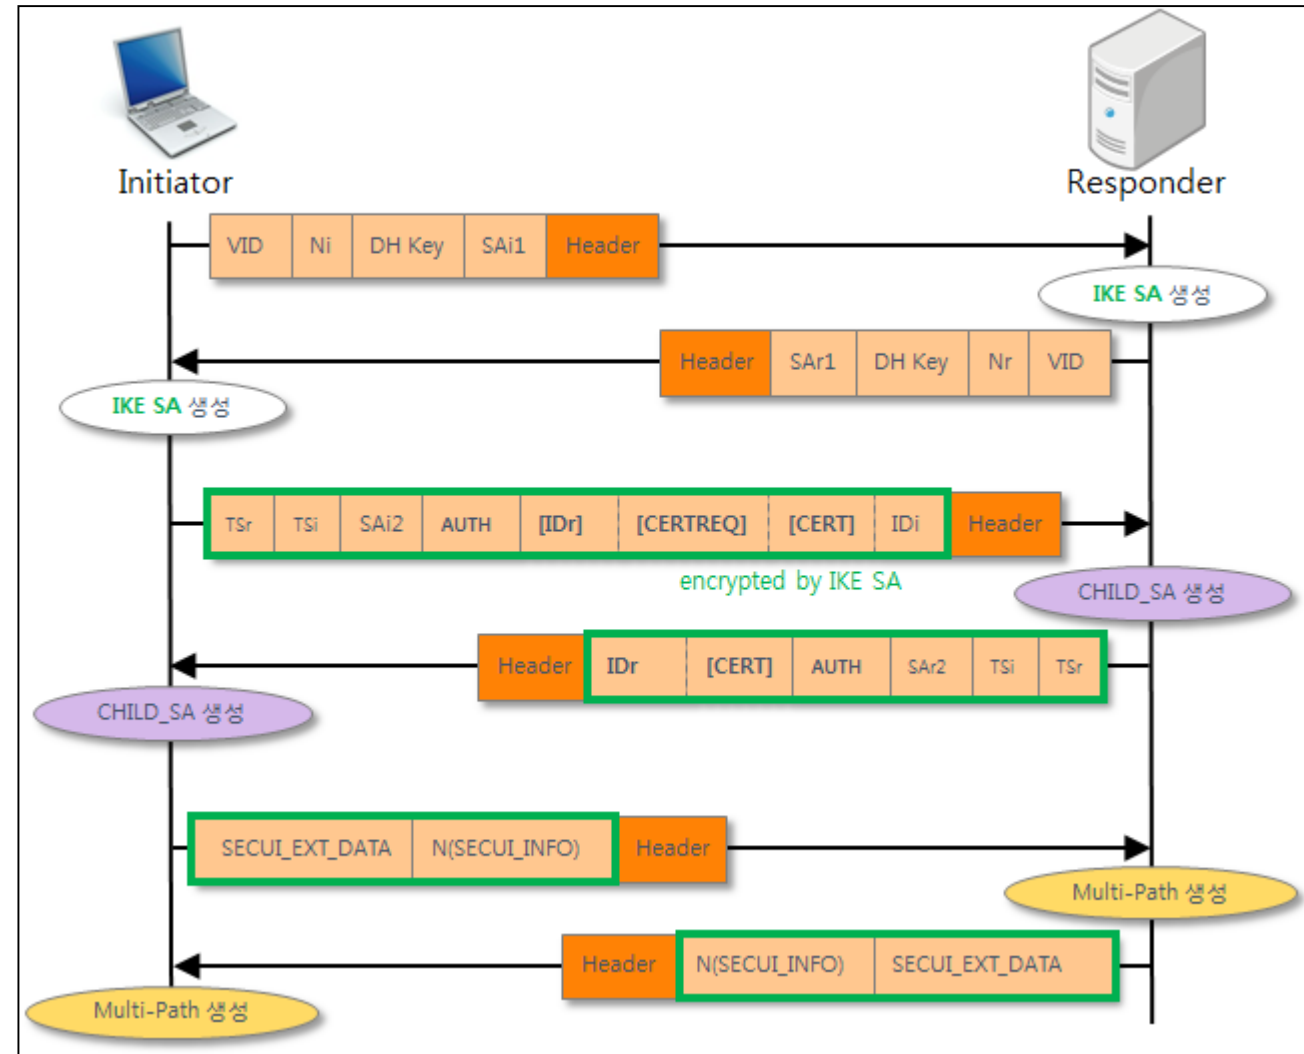 Initiator
Responder
VID Ni DH Key SAi1 Header
IKE SA 생성
Header SAr1 DH Key Nr VID
IKE SA 생성
TSr TSi SAi2 AUTH [IDr] [CERTREQ] [CERT] IDi Header
encrypted by IKE SA
CHILD_SA 생성
Header IDr [CERT] AUTH SAr2 TSi TSr
CHILD_SA 생성
SECUI_EXT_DATA N(SECUI_INFO) Header
Multi-Path 생성
Header N(SECUI_INFO) SECUI_EXT_DATA
Multi-Path 생성